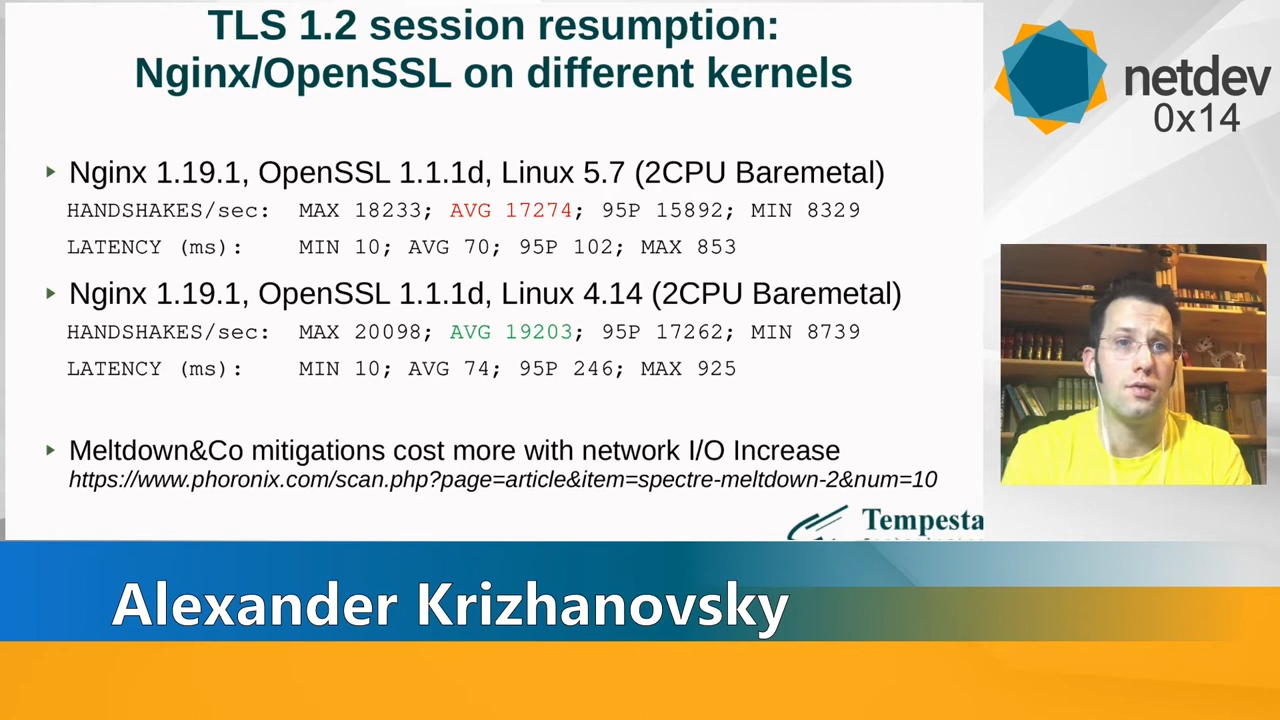 TLS 1.2 session resumption:
Nginx/OpenSSL on different kernels
Nginx 1.19.1, OpenSSL 1.1.1d, Linux 5.7 (2CPU Baremetal)
HANDSHAKES/sec: MAX 18233; AVG 17274; 95P 15892; MIN 8329
LATENCY (ms): MIN 10; AVG 70; 95P 102; MAX 853
Nginx 1.19.1, OpenSSL 1.1.1d, Linux 4.14 (2CPU Baremetal)
HANDSHAKES/sec: MAX 20098; AVG 19203; 95P 17262; MIN 8739
LATENCY (ms): MIN 10; AVG 74; 95P 246; MAX 925
Meltdown&Co mitigations cost more with network I/O Increase
https://www.phoronix.com/scan.php?page=article&item=spectre-meltdown-2&num=10
Tempesta
netdev
0x14
Alexander Krizhanovsky